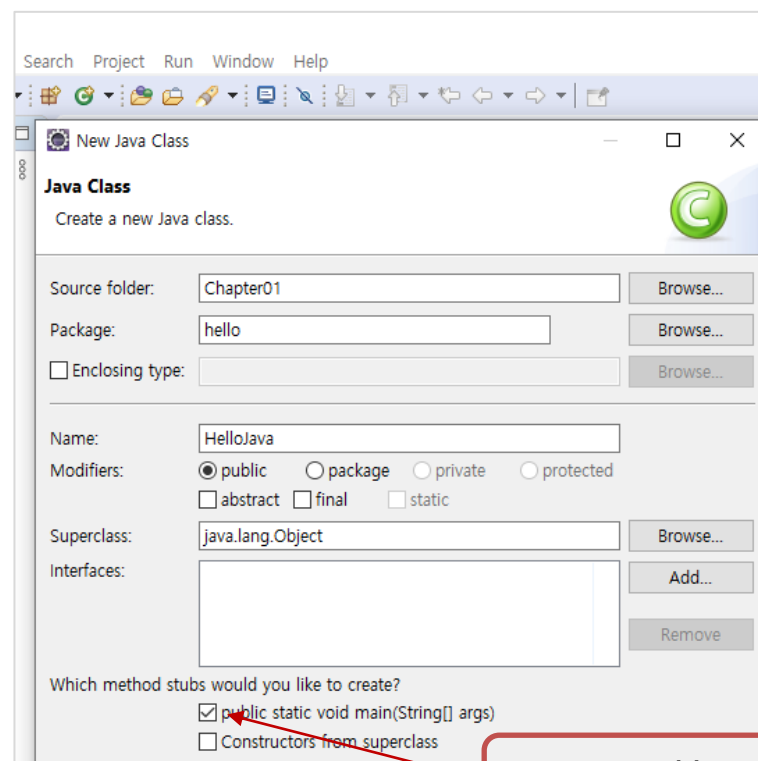 Search Project Run Window Help
New Java Class
Java Class
Create a new Java class.
Source folder: Chapter01 Browse...
Package: hello Browse...
Enclosing type: Browse...
Name: HelloJava
Modifiers: public package private protected
abstract final static
Superclass: java.lang.Object Browse...
Interfaces: Add...
Remove
Which method stubs would you like to create?
public static void main(String[] args)
Constructors from superclass